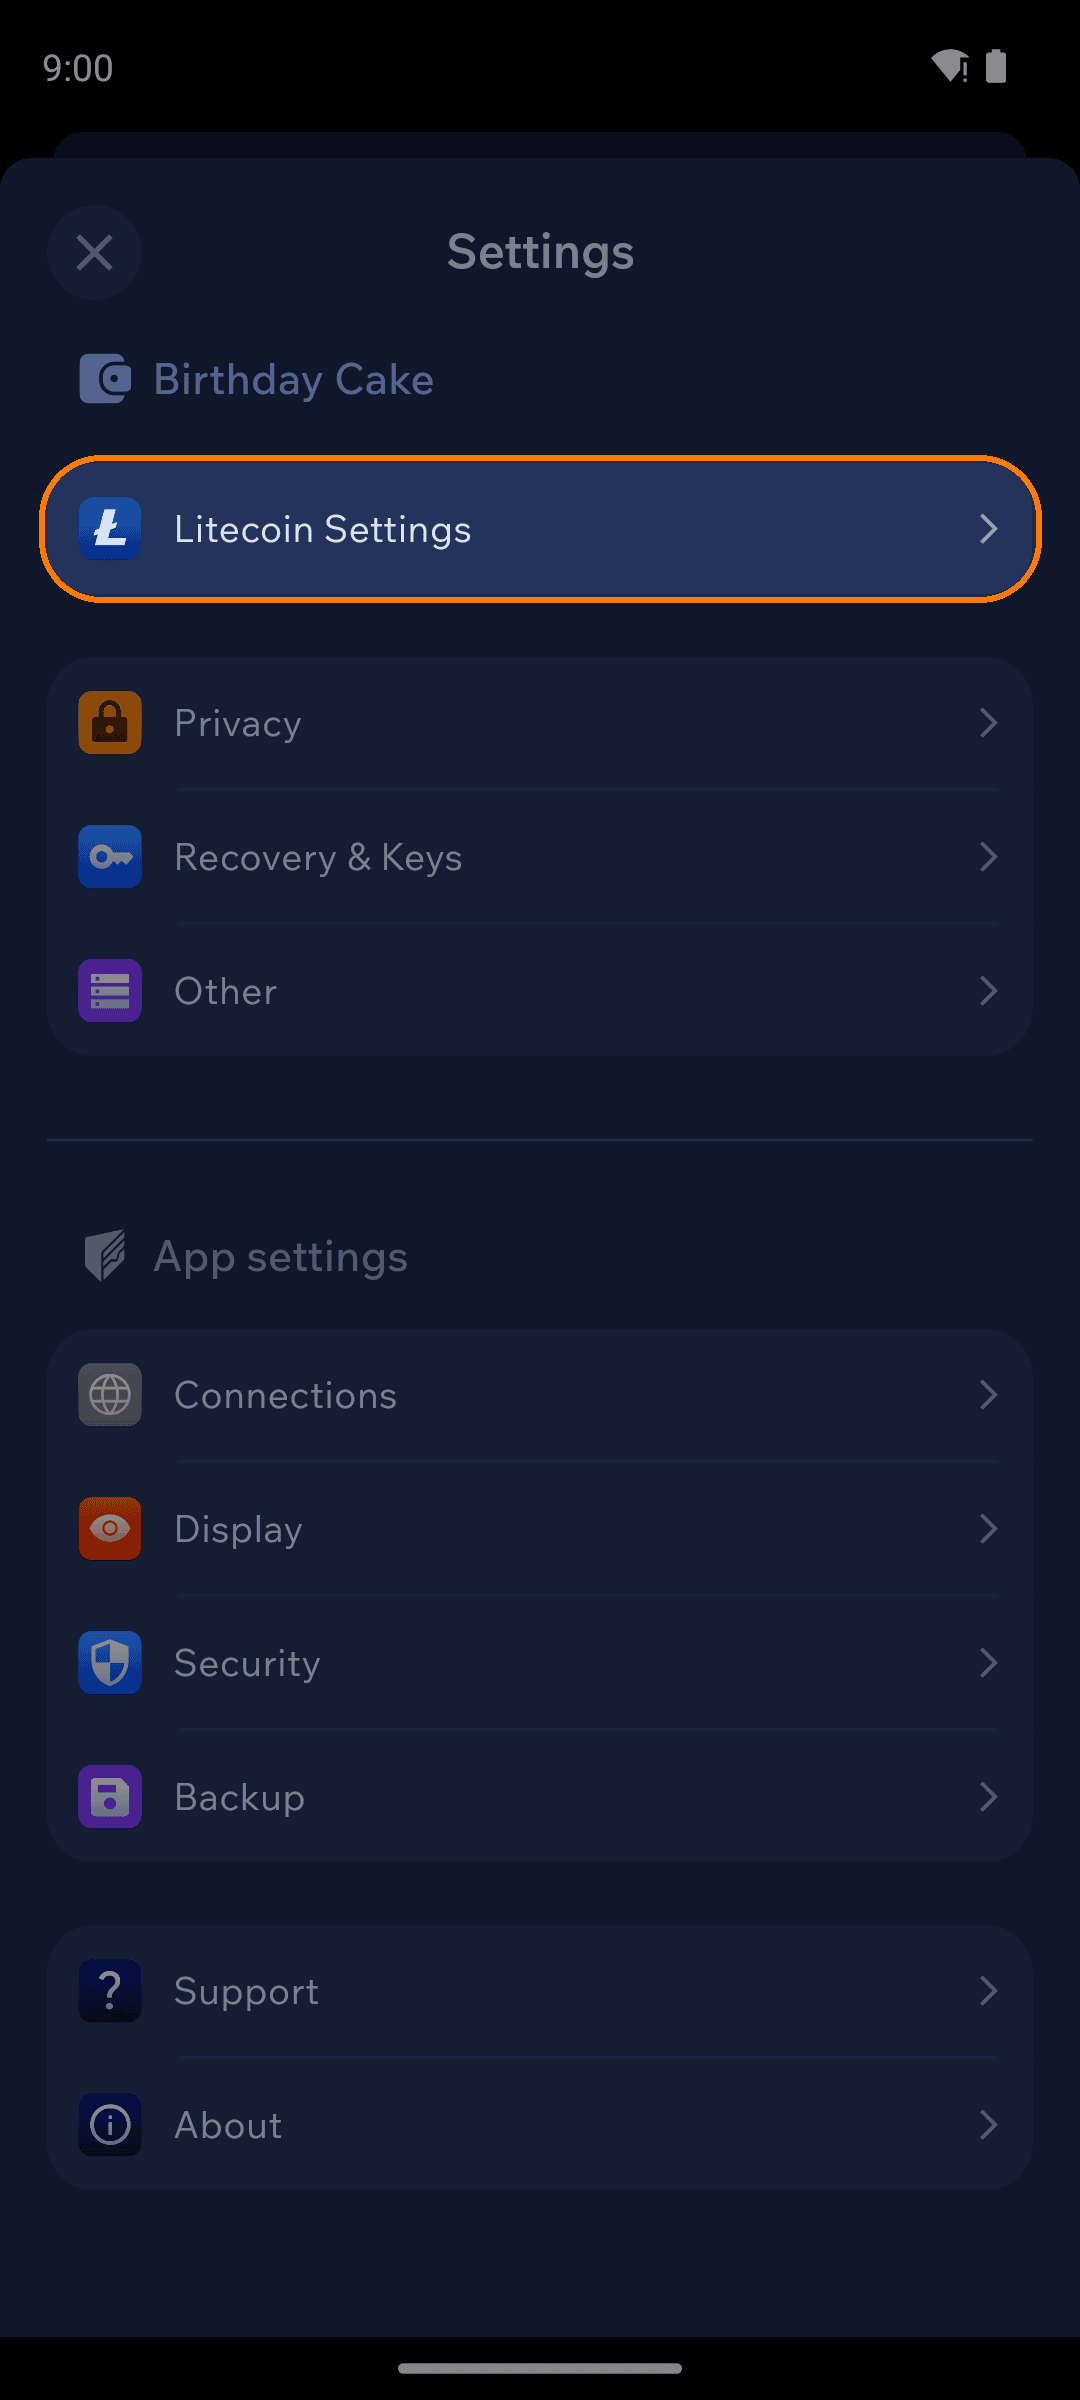 9:00
Settings
Birthday Cake
Litecoin Settings
Privacy
Recovery & Keys
Other
App settings
Connections
Display
Security
Backup
Support
About